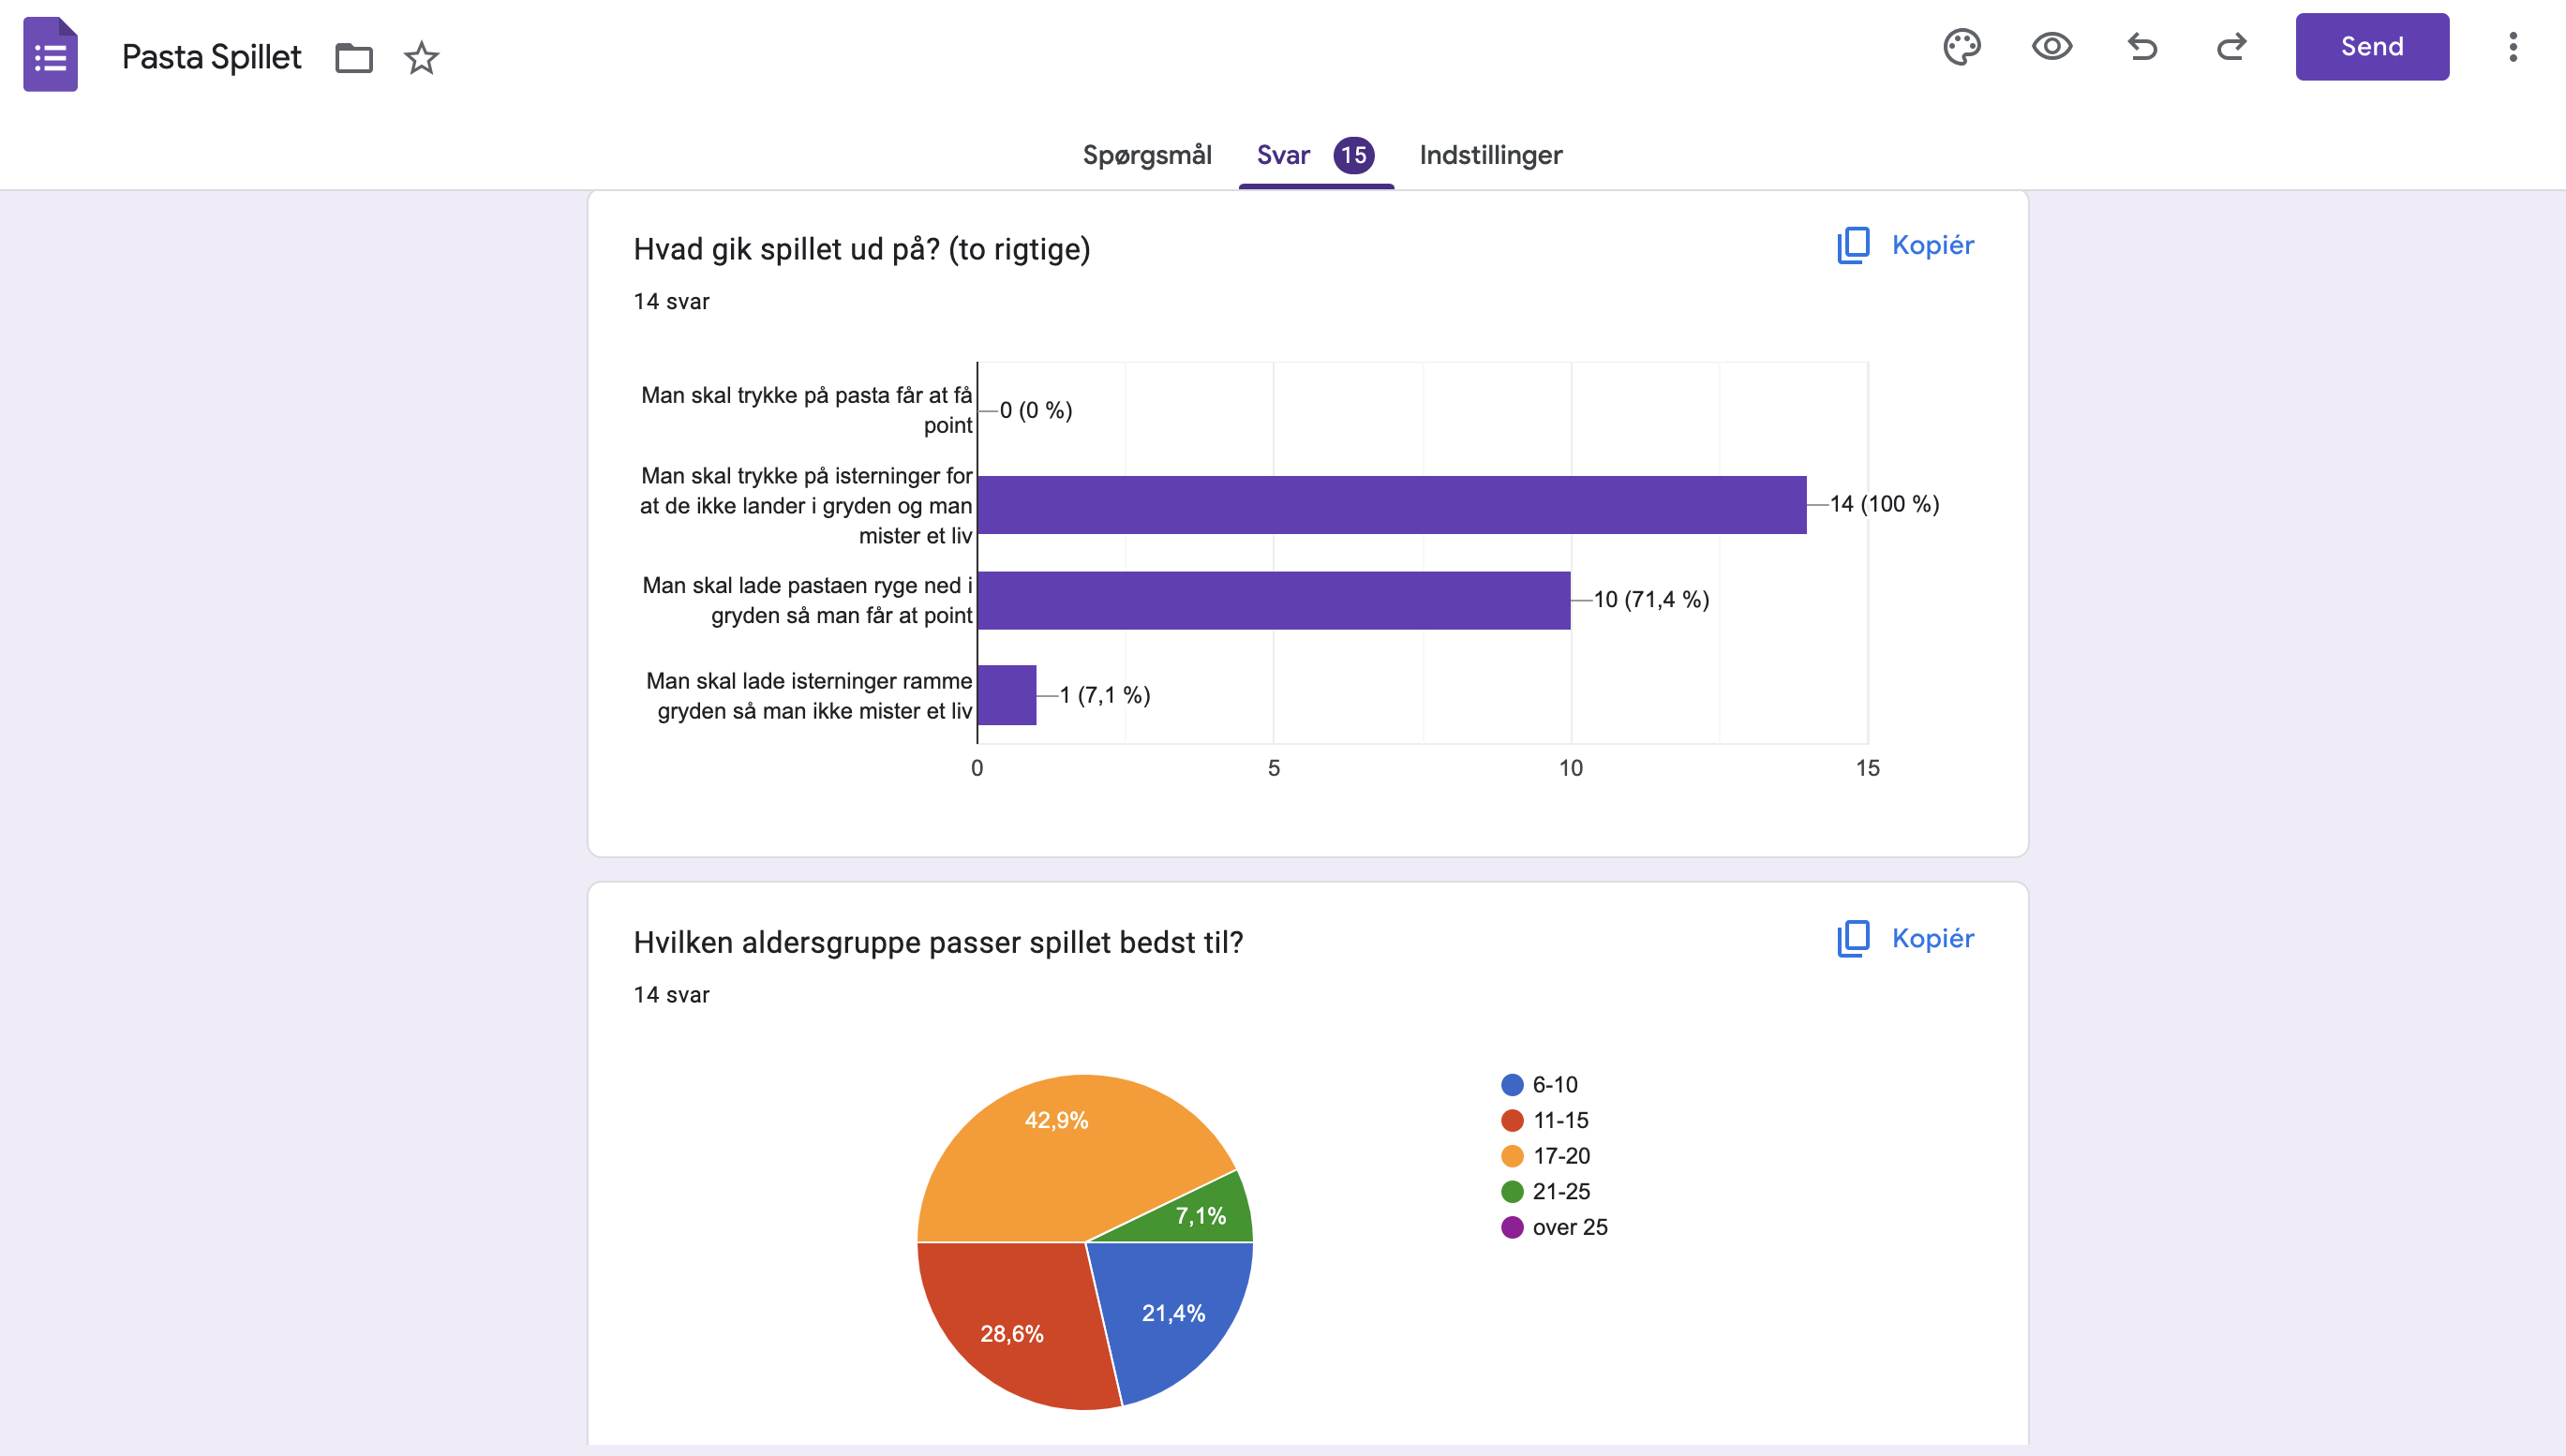 Pasta Spillet
Send
Spørgsmål Svar 15 Indstillinger
Hvad gik spillet ud på? (to rigtige)
Kopiér
14 svar
Man skal trykke på pasta får at få
point
0 (0 %)
Man skal trykke på isterninger for
at de ikke lander i gryden og man
mister et liv
14 (100 %)
Man skal lade pastaen ryge ned i
gryden så man får at point
10 (71,4 %)
Man skal lade isterninger ramme
gryden så man ikke mister et liv
1 (7,1 %)
0 5 10 15
Hvilken aldersgruppe passer spillet bedst til?
Kopiér
14 svar
42,9%
7,1%
21,4%
28,6%
6-10
11-15
17-20
21-25
over 25